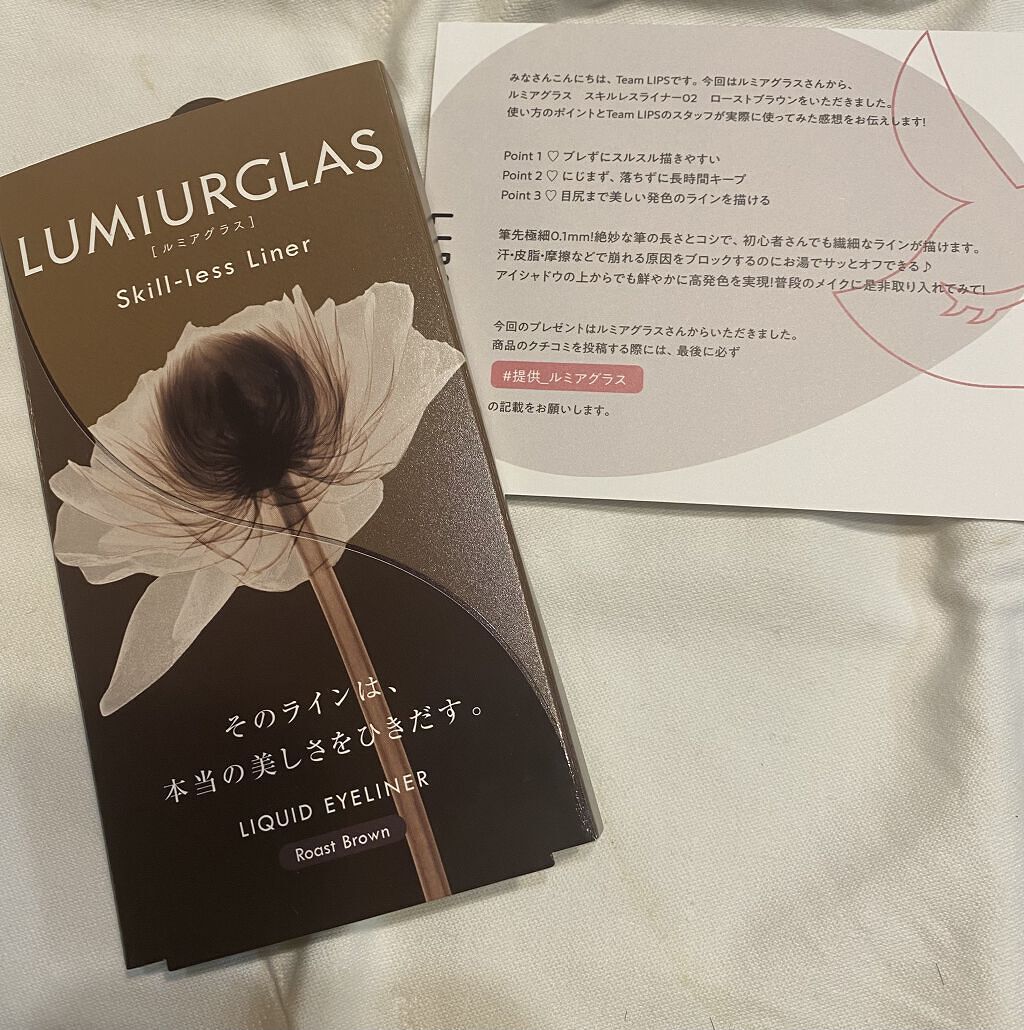 LUMIURGLAS
[ルミアグラス]
Skill-less Liner
そのラインは、
本当の美しさをひきだす。
LIQUID EYELINER
Roast Brown
みなさんこんにちは、Team LIPSです。今回はルミアグラスさんから、
ルミアグラス　スキルレスライナー02　ローストブラウンをいただきました。
使い方のポイントとTeam LIPSのスタッフが実際に使ってみた感想をお伝えします!
Point 1 ♡ ブレずにスルスル描きやすい
Point 2 ♡ にじまず、落ちずに長時間キープ
Point 3 ♡ 目尻まで美しい発色のラインを描ける
筆先極細0.1mm!絶妙な筆の長さとコシで、初心者さんでも繊細なラインが描けます。
汗・皮脂・摩擦などで崩れる原因をブロックするのにお湯でサッとオフできる♪
アイシャドウの上からでも鮮やかに高発色を実現!普段のメイクに是非取り入れてみて!
今回のプレゼントはルミアグラスさんからいただきました。
商品のクチコミを投稿する際には、最後に必ず
#提供_ルミアグラス
の記載をお願いします。